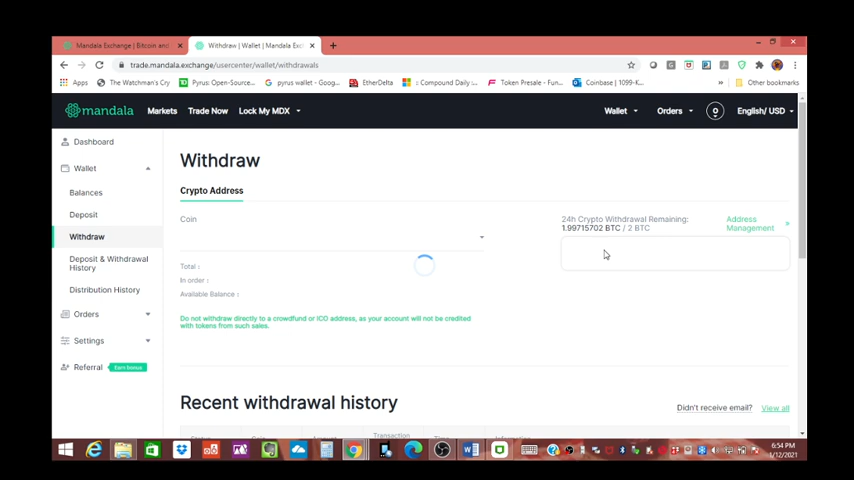 Mandala Exchange | Bitcoin and
Withdraw | Wallet | Mandala Exc
trade.mandala.exchange/usercenter/wallet/withdrawals
Apps
The Watchman's Cry
Pyrus: Open-Source...
pyrus wallet - Goog...
EtherDelta
::Compound Daily :...
Token Presale - Fun...
Coinbase | 1099-K...
»
Other bookmarks
mandala
Markets
Trade Now
Lock My MDX
Wallet
Orders
English/ USD
Dashboard
Wallet
Balances
Deposit
Withdraw
Deposit & Withdrawal
History
Distribution History
Orders
Settings
Referral
Earn bonus
Withdraw
Crypto Address
Coin
Total :
In order :
Available Balance :
Do not withdraw directly to a crowdfund or ICO address, as your account will not be credited
with tokens from such sales.
24h Crypto Withdrawal Remaining:
1.99715702 BTC / 2 BTC
Address
Management
»
Recent withdrawal history
Didn't receive email?
View all
Transaction
6:54 PM
1/12/2021